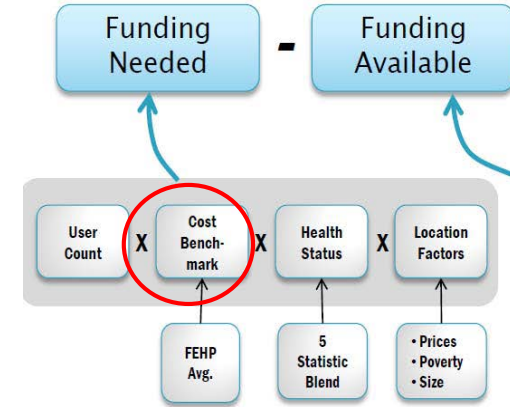 Funding
Needed
-
Funding
Available
User
Count
X
Cost
Bench-
mark
X
Health
Status
X
Location
Factors
FEHP
Avg.
5
Statistic
Blend
• Prices
• Poverty
• Size